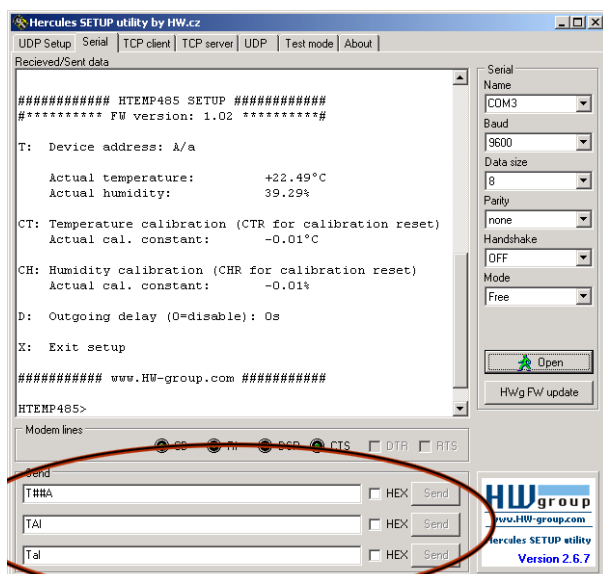 Hercules SETUP utility by HW.cz
UDP Setup Serial TCP client TCP server UDP Test mode About
Recieved/Sent data
############ HTEMP485 SETUP ############
#********** FW version: 1.02 **********#
T: Device address: A/a
Actual temperature: +22.49°C
Actual humidity: 39.29%
CT: Temperature calibration (CTR for calibration reset)
Actual cal. constant: -0.01°C
CH: Humidity calibration (CHR for calibration reset)
Actual cal. constant: -0.01%
D: Outgoing delay (0=disable): 0s
X: Exit setup
########### www.HW-group.com ###########
HTEMP485>
Modem lines
CD RI DSR CTS DTR RTS
Send
T##A HEX Send
TAI HEX Send
TaI HEX Send
Serial
Name
COM3
Baud
9600
Data size
8
Parity
none
Handshake
OFF
Mode
Free
Open
HWg FW update
HW group
www.HW-group.com
Hercules SETUP utility
Version 2.6.7